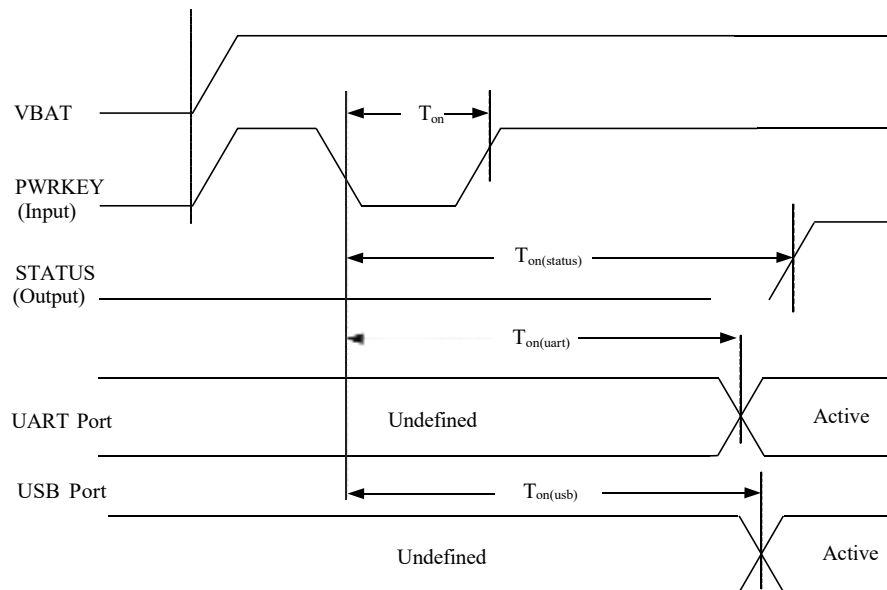 VBAT
Ton
PWRKEY
(Input)
STATUS
(Output)
Ton(status)
Ton(uart)
UART Port
Undefined
Active
USB Port
Ton(usb)
Undefined
Active